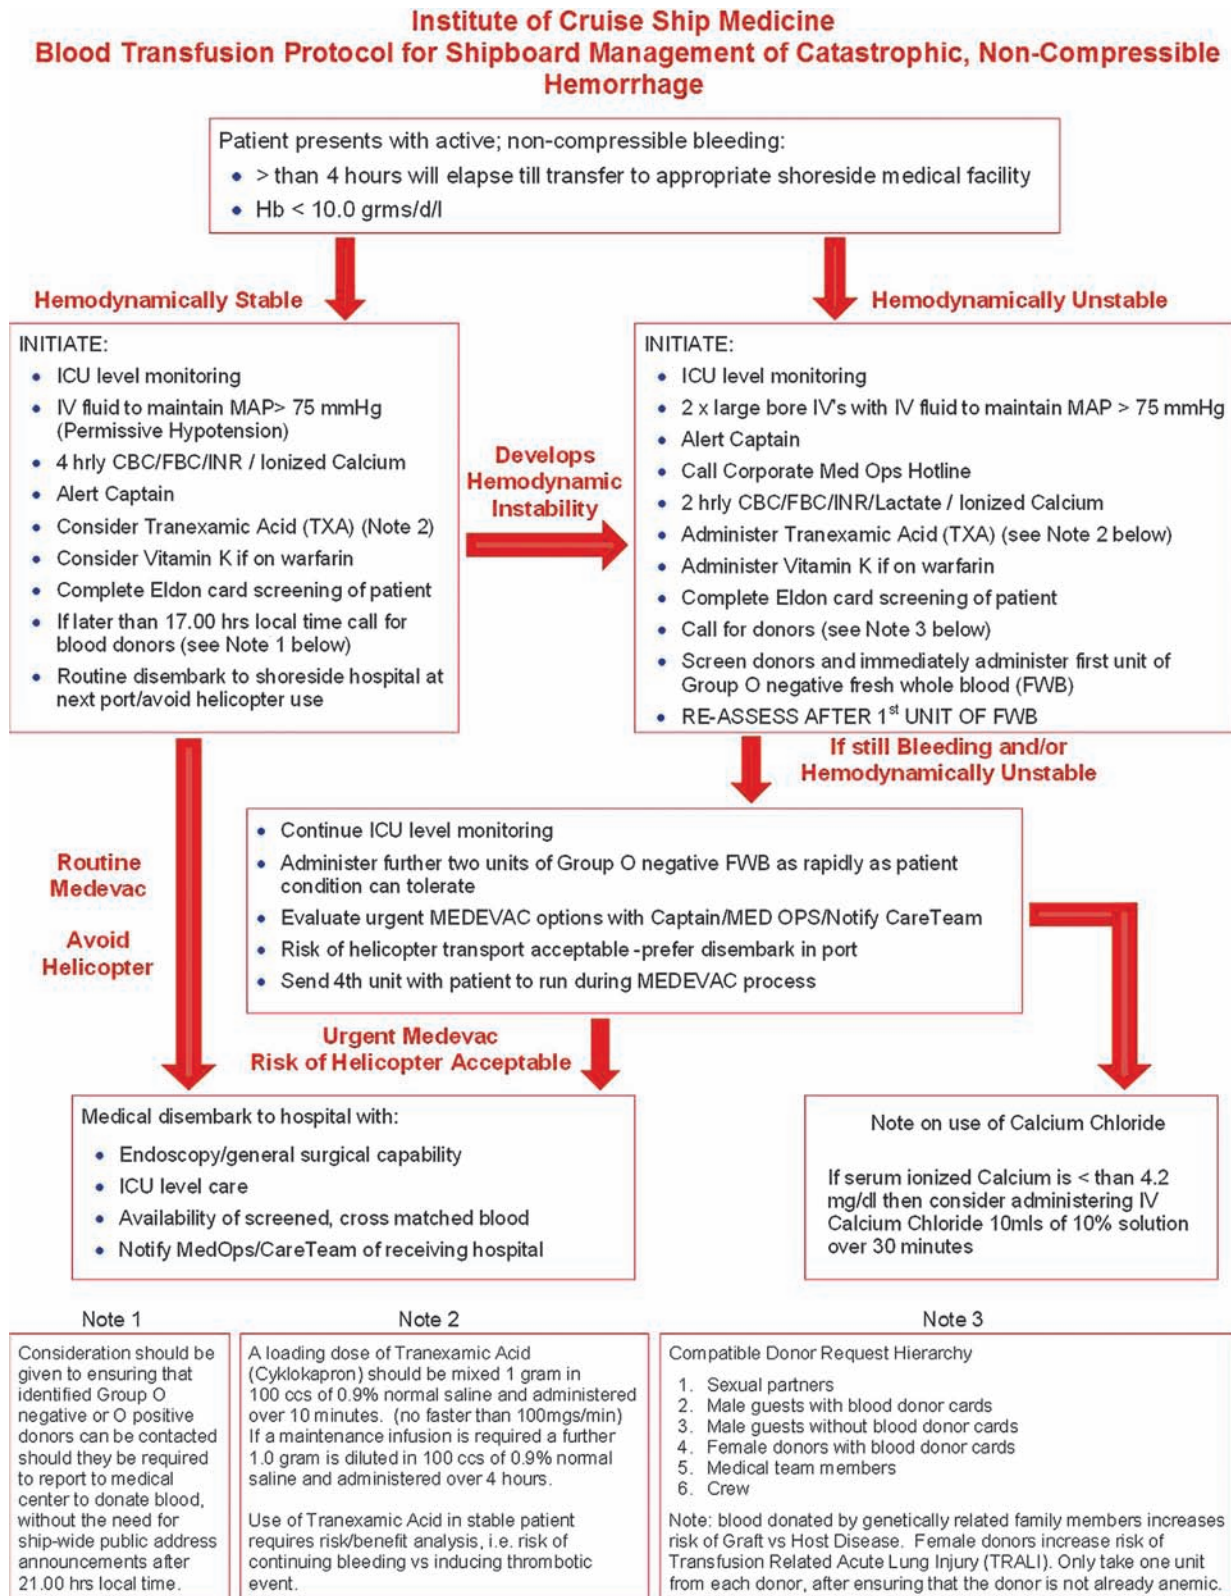 Institute of Cruise Ship Medicine
Blood Transfusion Protocol for Shipboard Management of Catastrophic, Non-Compressible
Hemorrhage
Patient presents with active; non-compressible bleeding:
• > than 4 hours will elapse till transfer to appropriate shoreside medical facility
• Hb < 10.0 grms/d/l
Hemodynamically Stable
Hemodynamically Unstable
INITIATE:
• ICU level monitoring
• IV fluid to maintain MAP> 75 mmHg
(Permissive Hypotension)
• 4 hrly CBC/FBC/INR / Ionized Calcium
• Alert Captain
• Consider Tranexamic Acid (TXA) (Note 2)
• Consider Vitamin K if on warfarin
• Complete Eldon card screening of patient
• If later than 17.00 hrs local time call for
blood donors (see Note 1 below)
• Routine disembark to shoreside hospital at
next port/avoid helicopter use
Develops
Hemodynamic
Instability
INITIATE:
• ICU level monitoring
• 2 x large bore IV's with IV fluid to maintain MAP > 75 mmHg
• Alert Captain
• Call Corporate Med Ops Hotline
• 2 hrly CBC/FBC/INR/Lactate / Ionized Calcium
• Administer Tranexamic Acid (TXA) (see Note 2 below)
• Administer Vitamin K if on warfarin
• Complete Eldon card screening of patient
• Call for donors (see Note 3 below)
• Screen donors and immediately administer first unit of
Group O negative fresh whole blood (FWB)
• RE-ASSESS AFTER 1st UNIT OF FWB
If still Bleeding and/or
Hemodynamically Unstable
Routine
Medevac
Avoid
Helicopter
• Continue ICU level monitoring
• Administer further two units of Group O negative FWB as rapidly as patient
condition can tolerate
• Evaluate urgent MEDEVAC options with Captain/MED OPS/Notify CareTeam
• Risk of helicopter transport acceptable -prefer disembark in port
• Send 4th unit with patient to run during MEDEVAC process
Urgent Medevac
Risk of Helicopter Acceptable
Medical disembark to hospital with:
• Endoscopy/general surgical capability
• ICU level care
• Availability of screened, cross matched blood
• Notify MedOps/CareTeam of receiving hospital
Note on use of Calcium Chloride
If serum ionized Calcium is < than 4.2
mg/dl then consider administering IV
Calcium Chloride 10mls of 10% solution
over 30 minutes
Note 1
Consideration should be
given to ensuring that
identified Group O
negative or O positive
donors can be contacted
should they be required
to report to medical
center to donate blood,
without the need for
ship-wide public address
announcements after
21.00 hrs local time.
Note 2
A loading dose of Tranexamic Acid
(Cyklokapron) should be mixed 1 gram in
100 ccs of 0.9% normal saline and administered
over 10 minutes. (no faster than 100mgs/min)
If a maintenance infusion is required a further
1.0 gram is diluted in 100 ccs of 0.9% normal
saline and administered over 4 hours.
Use of Tranexamic Acid in stable patient
requires risk/benefit analysis, i.e. risk of
continuing bleeding vs inducing thrombotic
event.
Note 3
Compatible Donor Request Hierarchy
1. Sexual partners
2. Male guests with blood donor cards
3. Male guests without blood donor cards
4. Female donors with blood donor cards
5. Medical team members
6. Crew
Note: blood donated by genetically related family members increases
risk of Graft vs Host Disease. Female donors increase risk of
Transfusion Related Acute Lung Injury (TRALI). Only take one unit
from each donor, after ensuring that the donor is not already anemic.